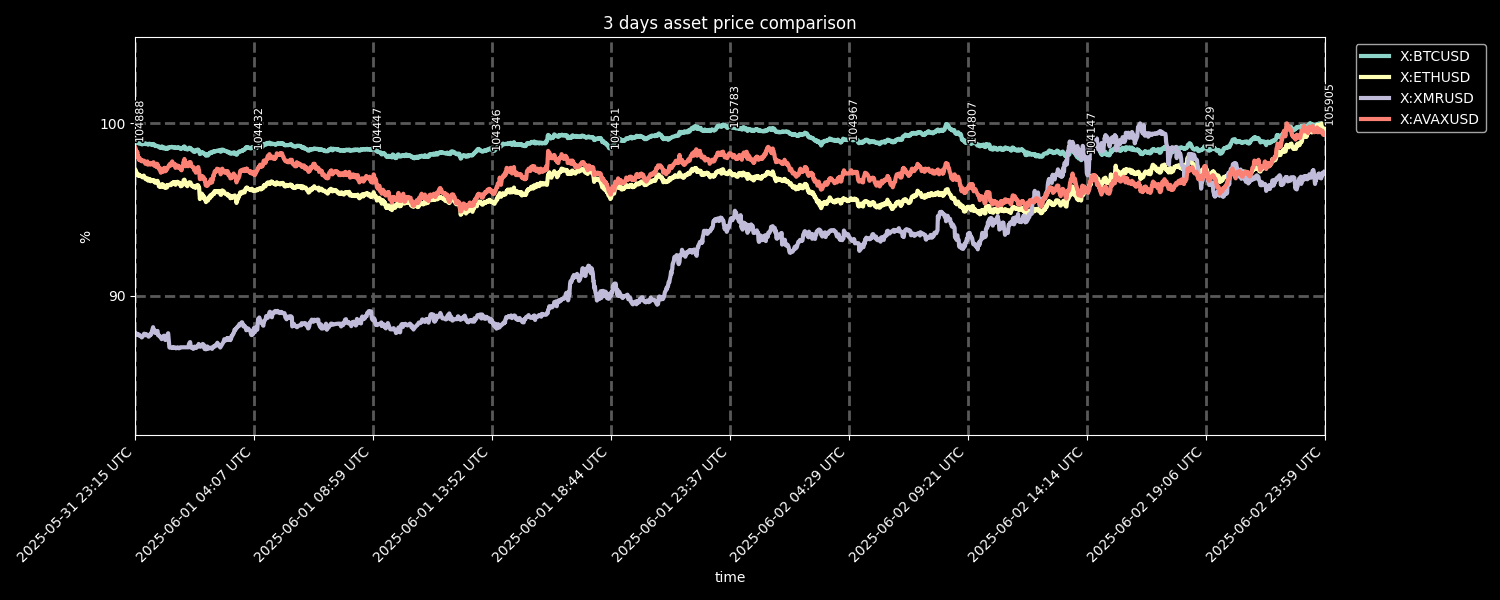 3 days asset price comparison
X:BTCUSD
X:ETHUSD
X:XMRUSD
X:AVAXUSD
100
90
%
104888
104432
104447
104346
104451
105783
104967
104807
104147
104529
105905
2025-05-31 23:15 UTC
2025-06-01 04:07 UTC
2025-06-01 08:59 UTC
2025-06-01 13:52 UTC
2025-06-01 18:44 UTC
2025-06-01 23:37 UTC
2025-06-02 04:29 UTC
2025-06-02 09:21 UTC
2025-06-02 14:14 UTC
2025-06-02 19:06 UTC
2025-06-02 23:59 UTC
time